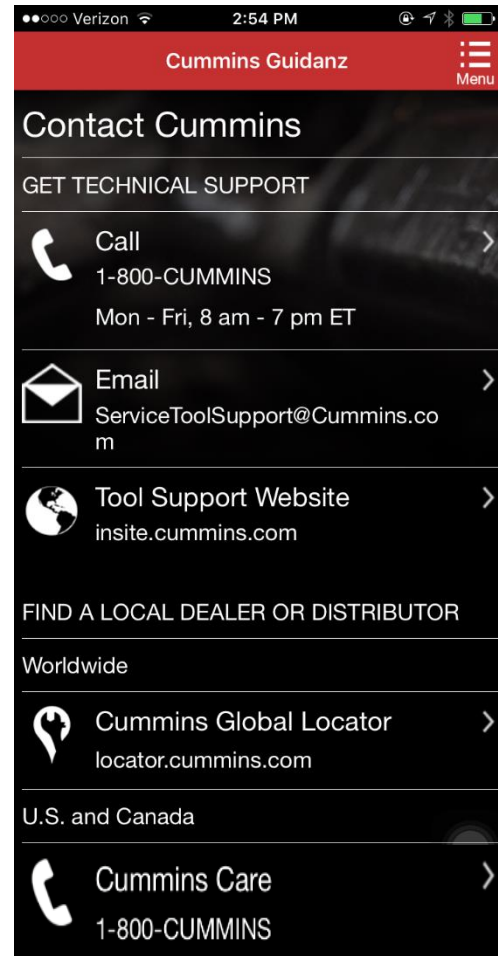 Verizon 2:54 PM
Cummins Guidanz
Menu
Contact Cummins
GET TECHNICAL SUPPORT
Call
1-800-CUMMINS
Mon - Fri, 8 am - 7 pm ET
Email
ServiceToolSupport@Cummins.co
m
Tool Support Website
insite.cummins.com
FIND A LOCAL DEALER OR DISTRIBUTOR
Worldwide
Cummins Global Locator
locator.cummins.com
U.S. and Canada
Cummins Care
1-800-CUMMINS